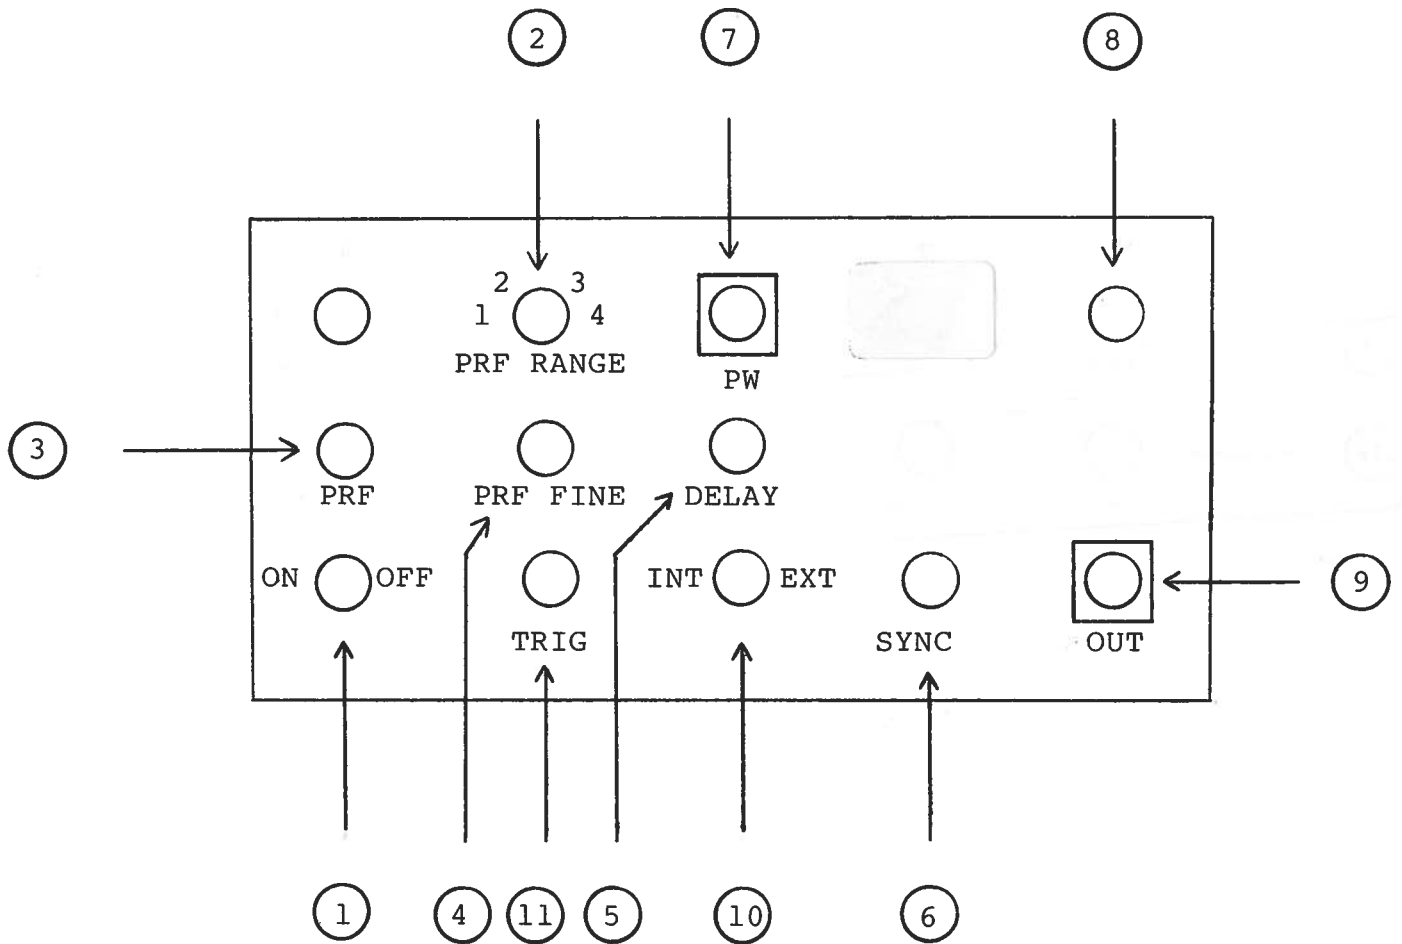 2 7 8
2 3
1 4
PRF RANGE
PW
3
PRF PRF FINE DELAY
ON OFF INT EXT
9
TRIG SYNC OUT
1 4 11 5 10 6